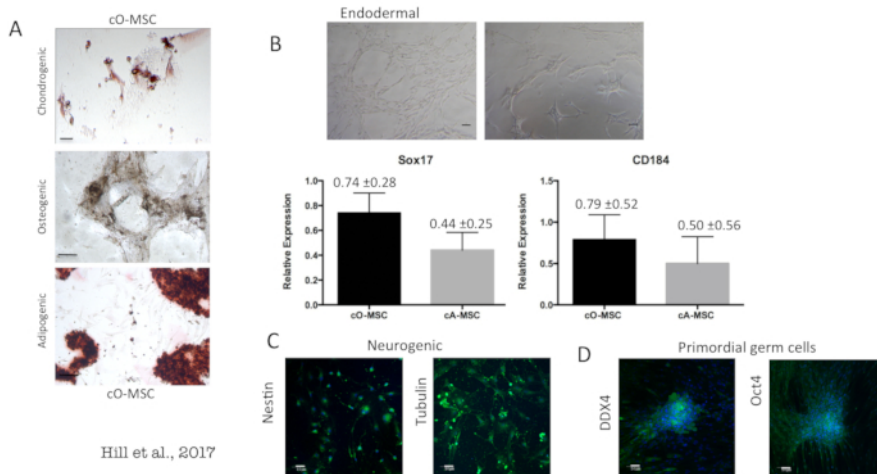 A
cO-MSC
Chondrogenic
Osteogenic
Adipogenic
cO-MSC
Hill et al., 2017
B
Endodermal
Sox17
0.74 ±0.28
0.44 ±0.25
Relative Expression
1.0
0.8
0.6
0.4
0.2
0.0
cO-MSC
cA-MSC
CD184
0.79 ±0.52
0.50 ±0.56
Relative Expression
1.5
1.0
0.5
0.0
cO-MSC
cA-MSC
C
Neurogenic
Nestin
Tubulin
D
Primordial germ cells
DDX4
Oct4